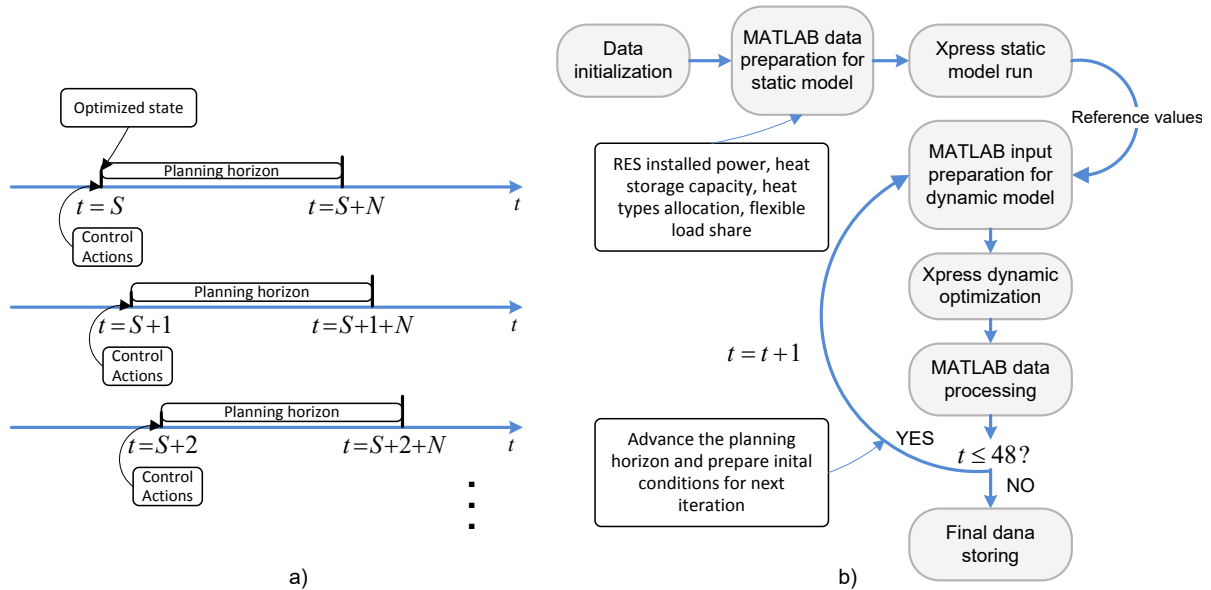 Optimized state
Planning horizon
t = S
t=S+N
t
Control
Actions
Planning horizon
t=S+1
t=S+1+N
t
Control
Actions
Planning horizon
t=S+2
t=S+2+N
t
Control
Actions
a)
Data
initialization
MATLAB data
preparation for
static model
Xpress static
model run
Reference values
RES installed power, heat
storage capacity, heat
types allocation, flexible
load share
MATLAB input
preparation for
dynamic model
Xpress dynamic
optimization
t = t+1
MATLAB data
processing
Advance the planning
horizon and prepare inital
conditions for next
iteration
YES
t ≤ 48?
NO
Final dana
storing
b)